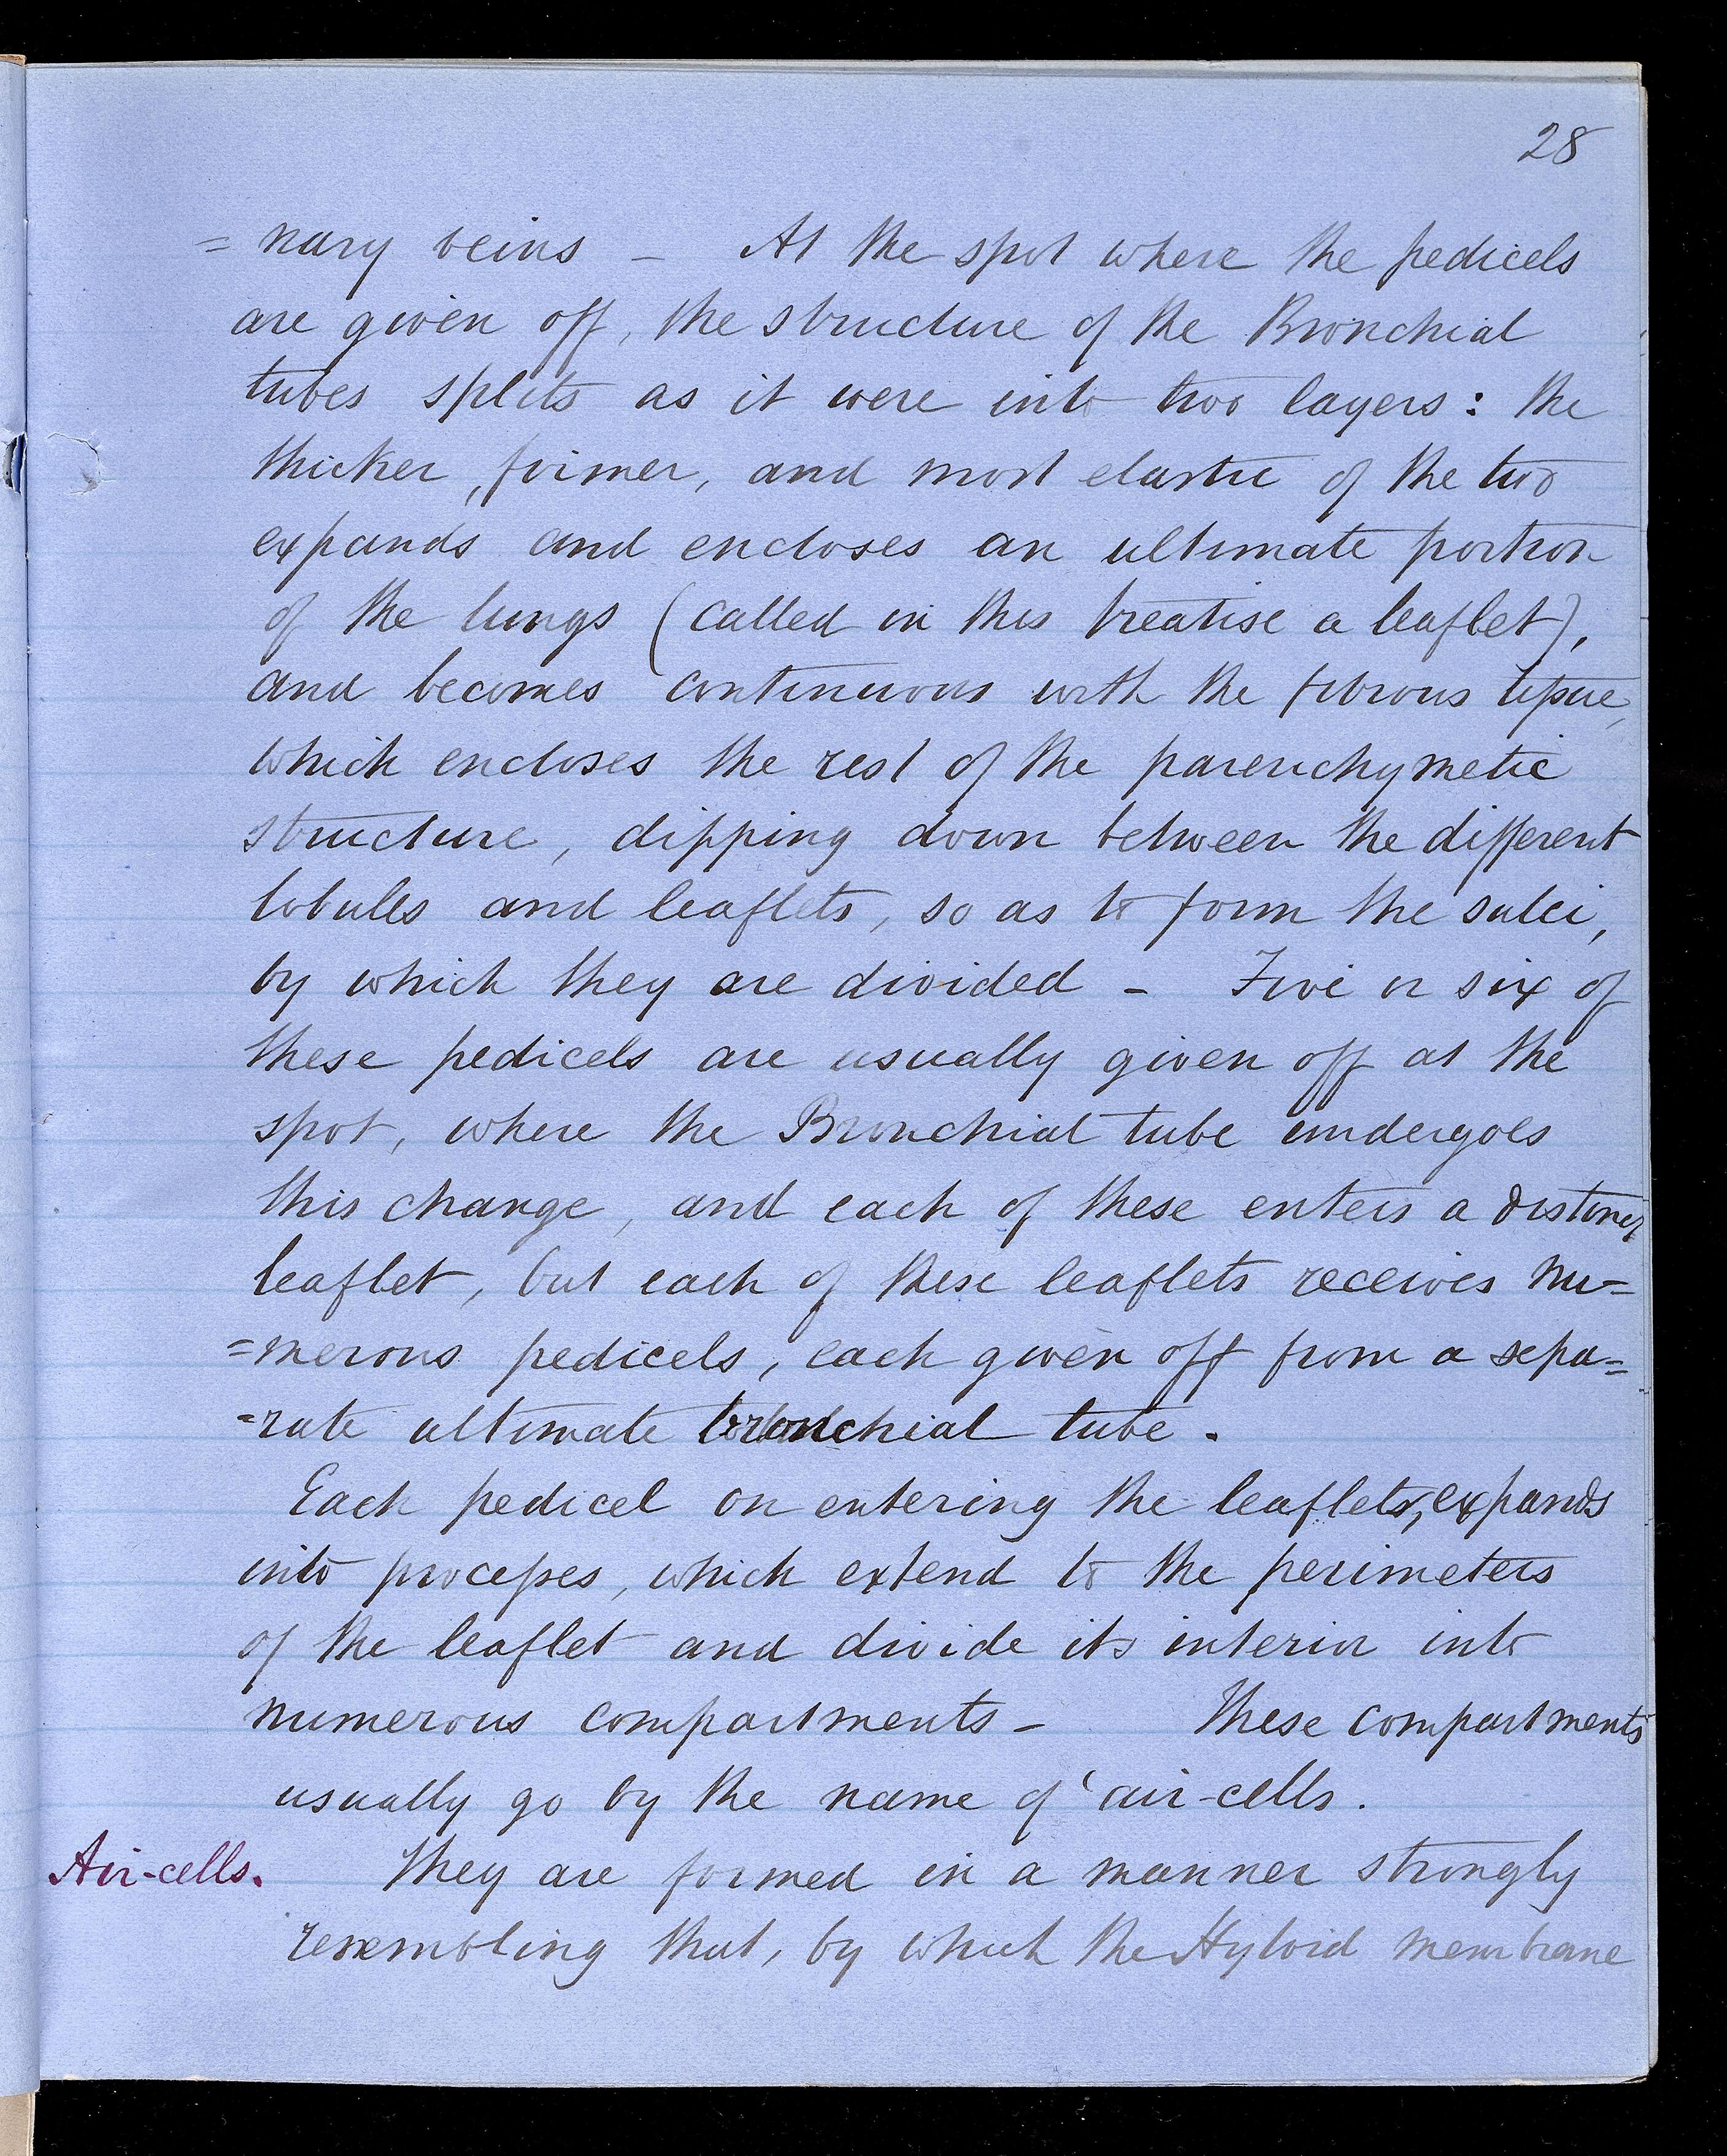 28
= nary veins – At the spot where the pedicels
are given off, the structure of the Bronchial
tubes splits as it were into two layers: the
thicker, firmer, and most elastic of the two
expands and encloses an ultimate portion
of the lungs (called in this treatise a leaflet),
and becomes continuous with the fibrous tissue,
which encloses the rest of the parenchymetic
structure, dipping down between the different
lobules and leaflets, so as to form the sulci,
by which they are divided – Five or six of
these pedicels are usually given off at the
spot, where the Bronchial tube undergoes
this change, and each of these enters a distinct
leaflet, but each of these leaflets receives nu=
=merous pedicels, each given off from a sepa=
=rate ultimate bronchial tube.
Each pedicel on entering the leaflets, expands
into processes, which extend to the perimeters
of the leaflet and divide its interior into
numerous compartments – These compartments
usually go by the name of 'air-cells.
Air-cells. They are formed in a manner strongly
resembling that, by which the Hyloid membrane